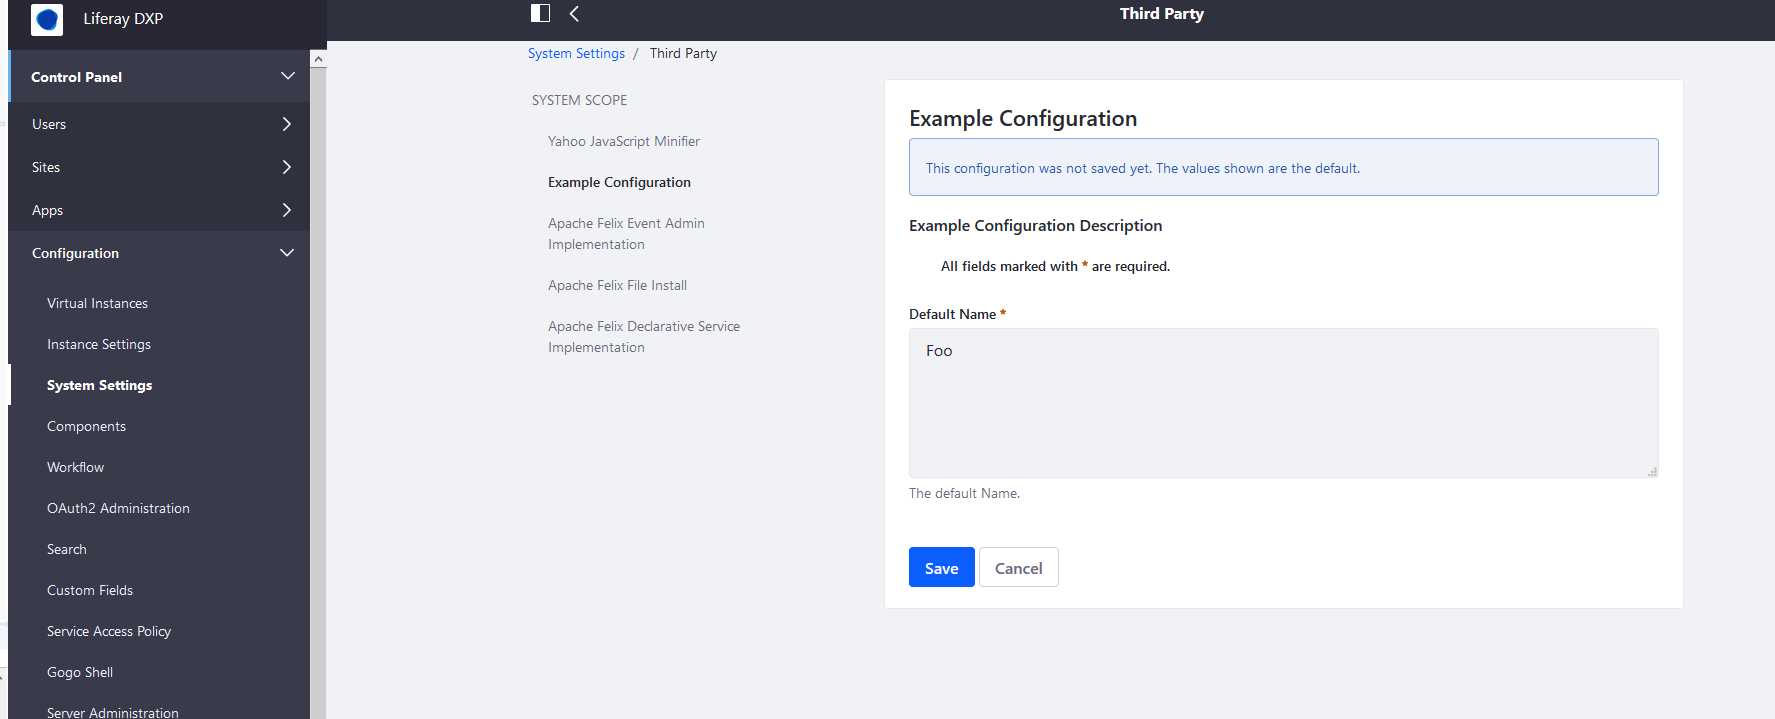 Liferay DXP
Third Party
Control Panel
Users
Sites
Apps
Configuration
Virtual Instances
Instance Settings
System Settings
Components
Workflow
OAuth2 Administration
Search
Custom Fields
Service Access Policy
Gogo Shell
Server Administration
System Settings / Third Party
SYSTEM SCOPE
Yahoo JavaScript Minifier
Example Configuration
Apache Felix Event Admin
Implementation
Apache Felix File Install
Apache Felix Declarative Service
Implementation
Example Configuration
This configuration was not saved yet. The values shown are the default.
Example Configuration Description
All fields marked with * are required.
Default Name *
Foo
The default Name.
Save
Cancel